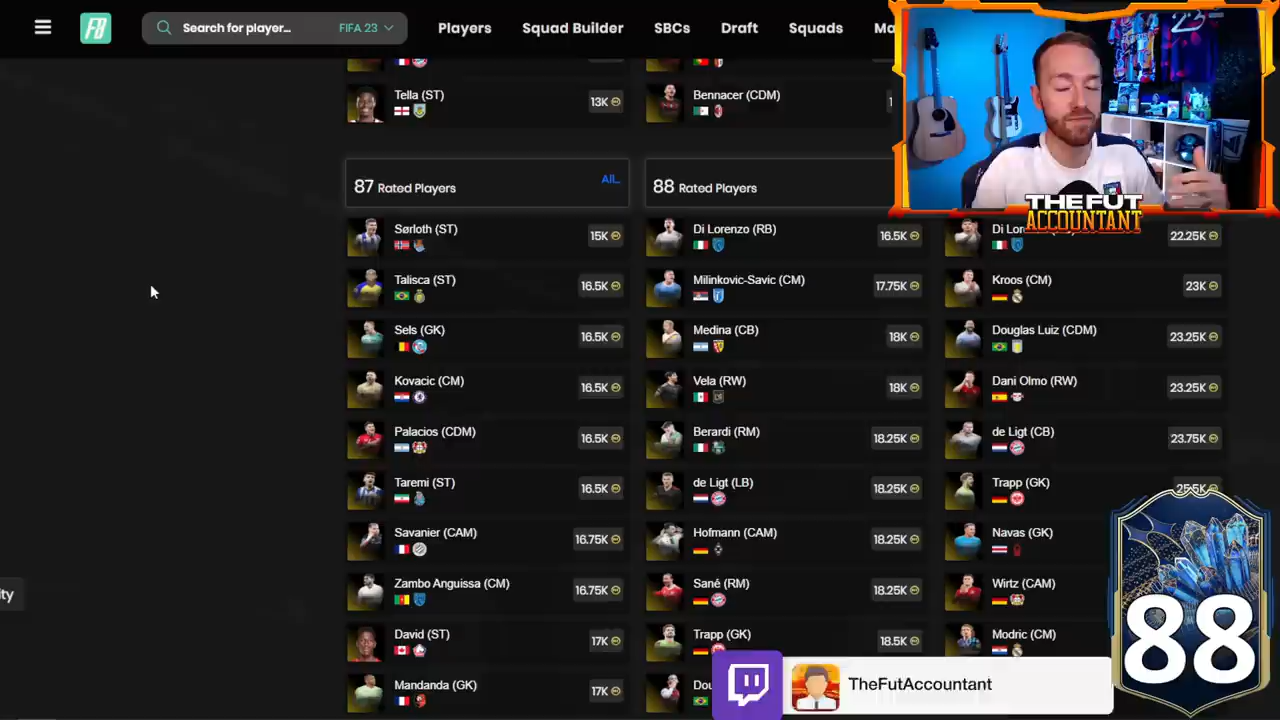 FB
Search for player...
FIFA 23
Players
Squad Builder
SBCs
Draft
Squads
Tella (ST)
13K
Bennacer (CDM)
1
87 Rated Players
All...
88 Rated Players
Sørloth (ST)
15K
Di Lorenzo (RB)
16.5K
22.25K
Talisca (ST)
16.5K
Milinkovic-Savic (CM)
17.75K
Kroos (CM)
23K
Sels (GK)
16.5K
Medina (CB)
18K
Douglas Luiz (CDM)
23.25K
Kovacic (CM)
16.5K
Vela (RW)
18K
Dani Olmo (RW)
23.25K
Palacios (CDM)
16.5K
Berardi (RM)
18.25K
de Ligt (CB)
23.75K
Taremi (ST)
16.5K
de Ligt (LB)
18.25K
Trapp (GK)
25.5K
Savanier (CAM)
16.75K
Hofmann (CAM)
18.25K
Navas (GK)
Zambo Anguissa (CM)
16.75K
Sané (RM)
18.25K
Wirtz (CAM)
David (ST)
17K
Trapp (GK)
18.5K
Modric (CM)
Mandanda (GK)
17K
ity
THE FUT
ACCOUNTANT
TheFutAccountant
88